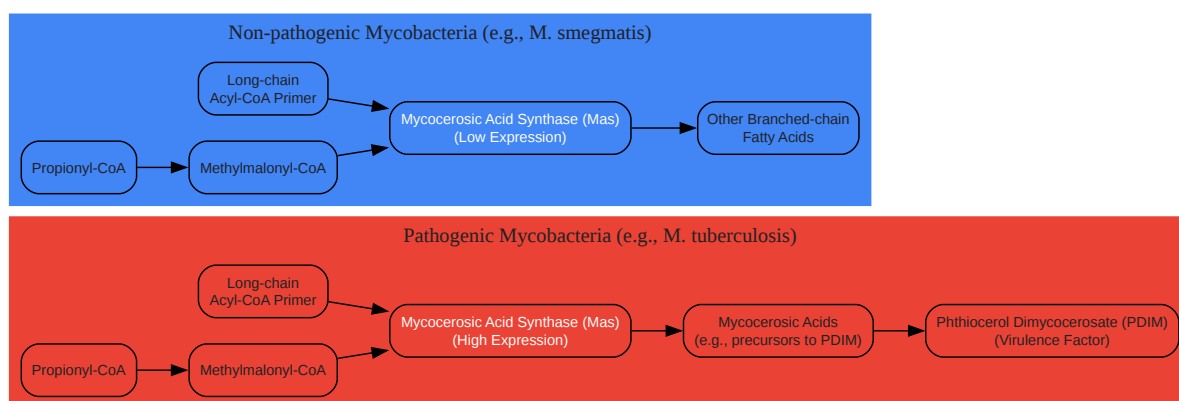 Non-pathogenic Mycobacteria (e.g., M. smegmatis)
Long-chain
Acyl-CoA Primer
Mycocerosic Acid Synthase (Mas)
(Low Expression)
Other Branched-chain
Fatty Acids
Propionyl-CoA
Methylmalonyl-CoA
Pathogenic Mycobacteria (e.g., M. tuberculosis)
Long-chain
Acyl-CoA Primer
Mycocerosic Acid Synthase (Mas)
(High Expression)
Mycocerosic Acids
(e.g., precursors to PDIM)
Phthiocerol Dimycocerosate (PDIM)
(Virulence Factor)
Propionyl-CoA
Methylmalonyl-CoA